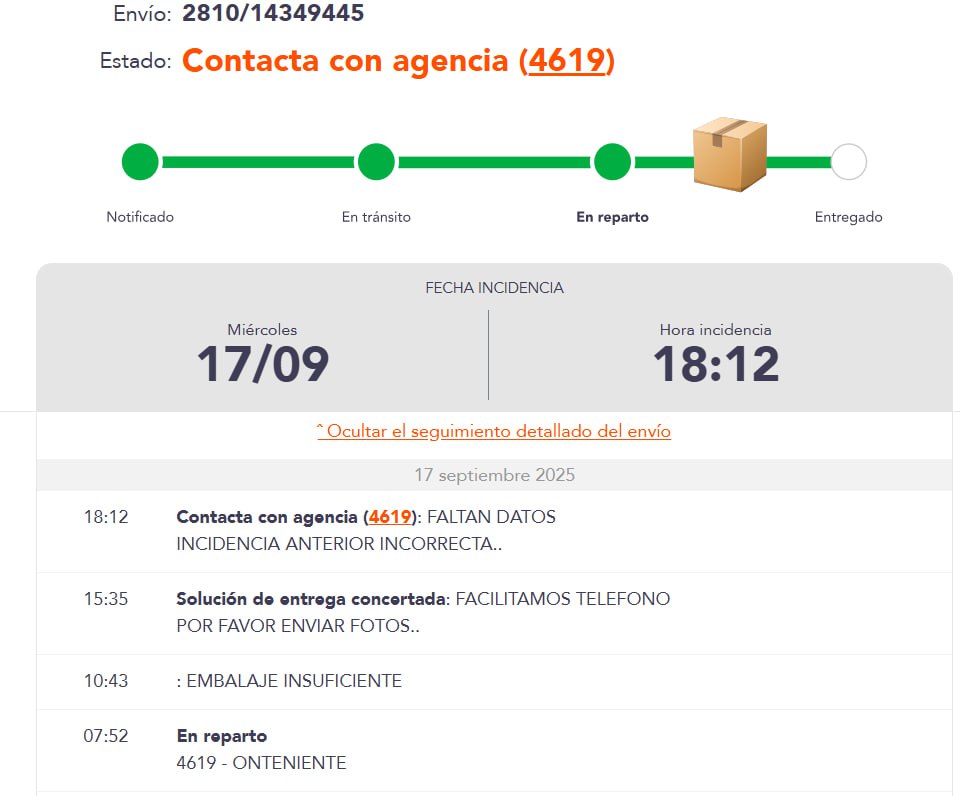 Envío: 2810/14349445
Estado: Contacta con agencia (4619)
Notificado En tránsito En reparto Entregado
FECHA INCIDENCIA
Miércoles Hora incidencia
17/09 18:12
^ Ocultar el seguimiento detallado del envío
17 septiembre 2025
18:12 Contacta con agencia (4619): FALTAN DATOS
INCIDENCIA ANTERIOR INCORRECTA..
15:35 Solución de entrega concertada: FACILITAMOS TELEFONO
POR FAVOR ENVIAR FOTOS..
10:43 : EMBALAJE INSUFICIENTE
07:52 En reparto
4619 - ONTENIENTE